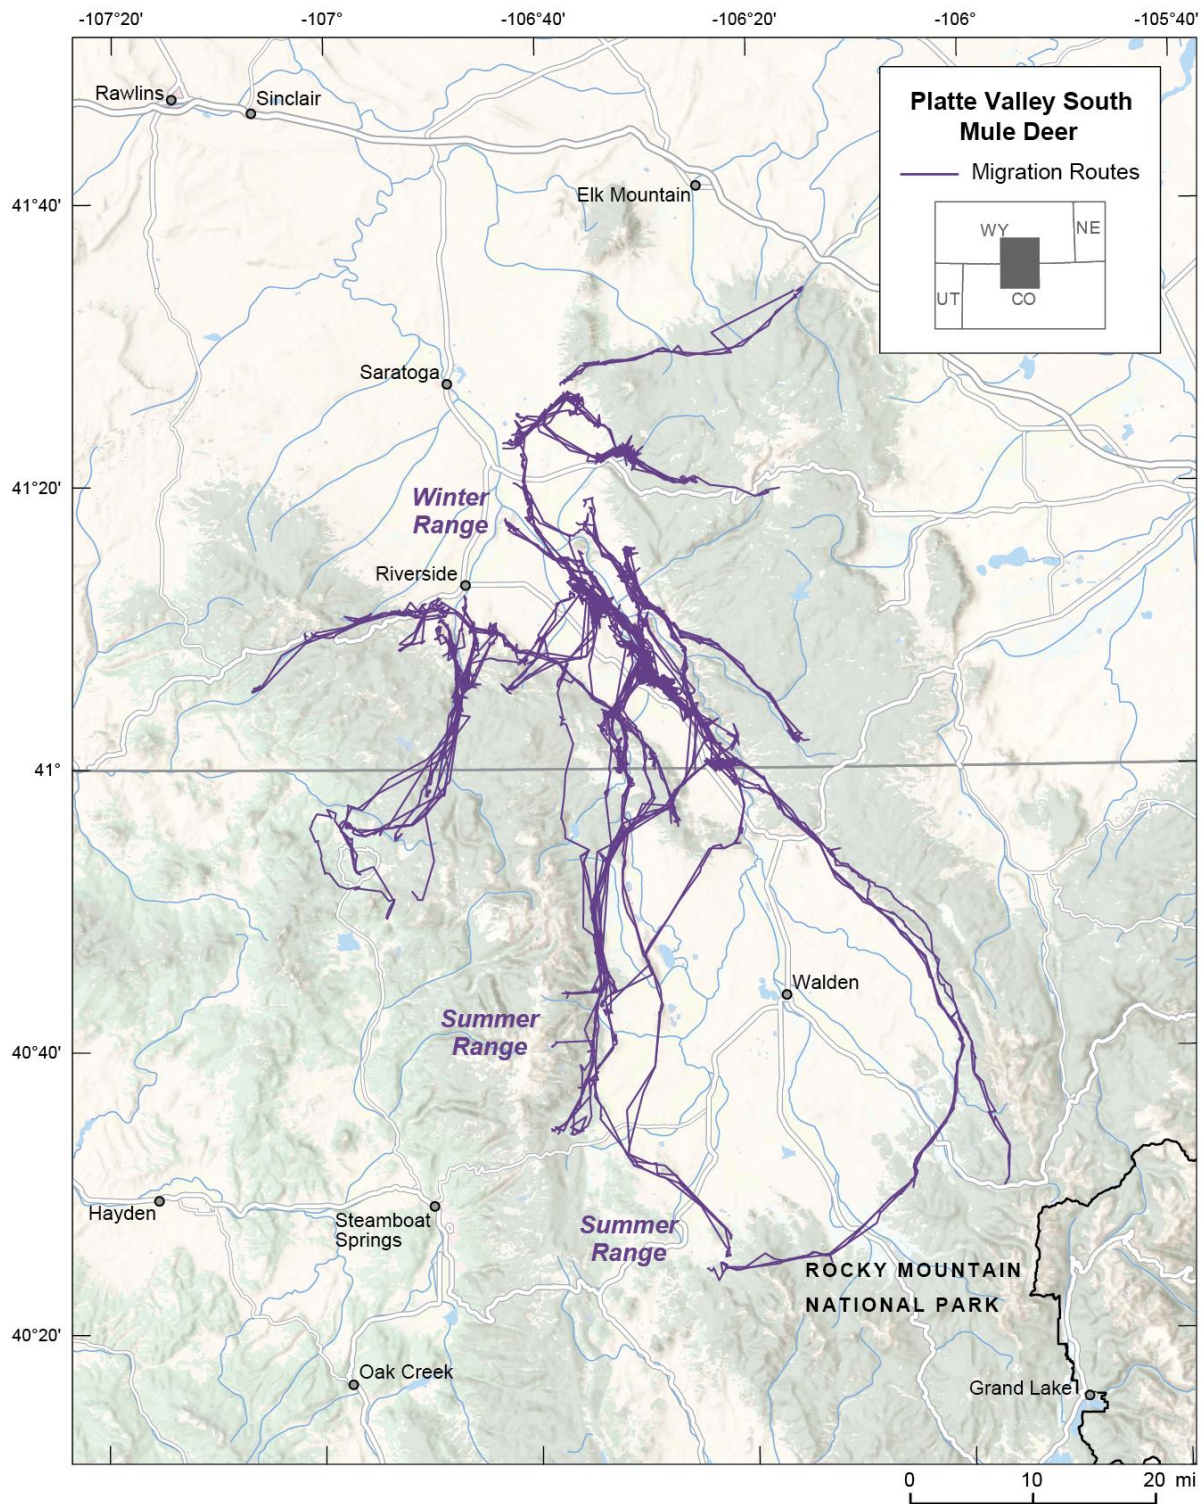 -107°20'
-107°
-106°40'
-106°20'
-106°
-105°40'
Rawlins
Sinclair
Platte Valley South
Mule Deer
Migration Routes
WY
NE
UT
CO
Elk Mountain
41°40'
Saratoga
41°20'
Winter
Range
Riverside
41°
Walden
Summer
Range
40°40'
Hayden
Steamboat
Springs
Summer
Range
ROCKY MOUNTAIN
NATIONAL PARK
40°20'
Oak Creek
Grand Lake
0 10 20 mi